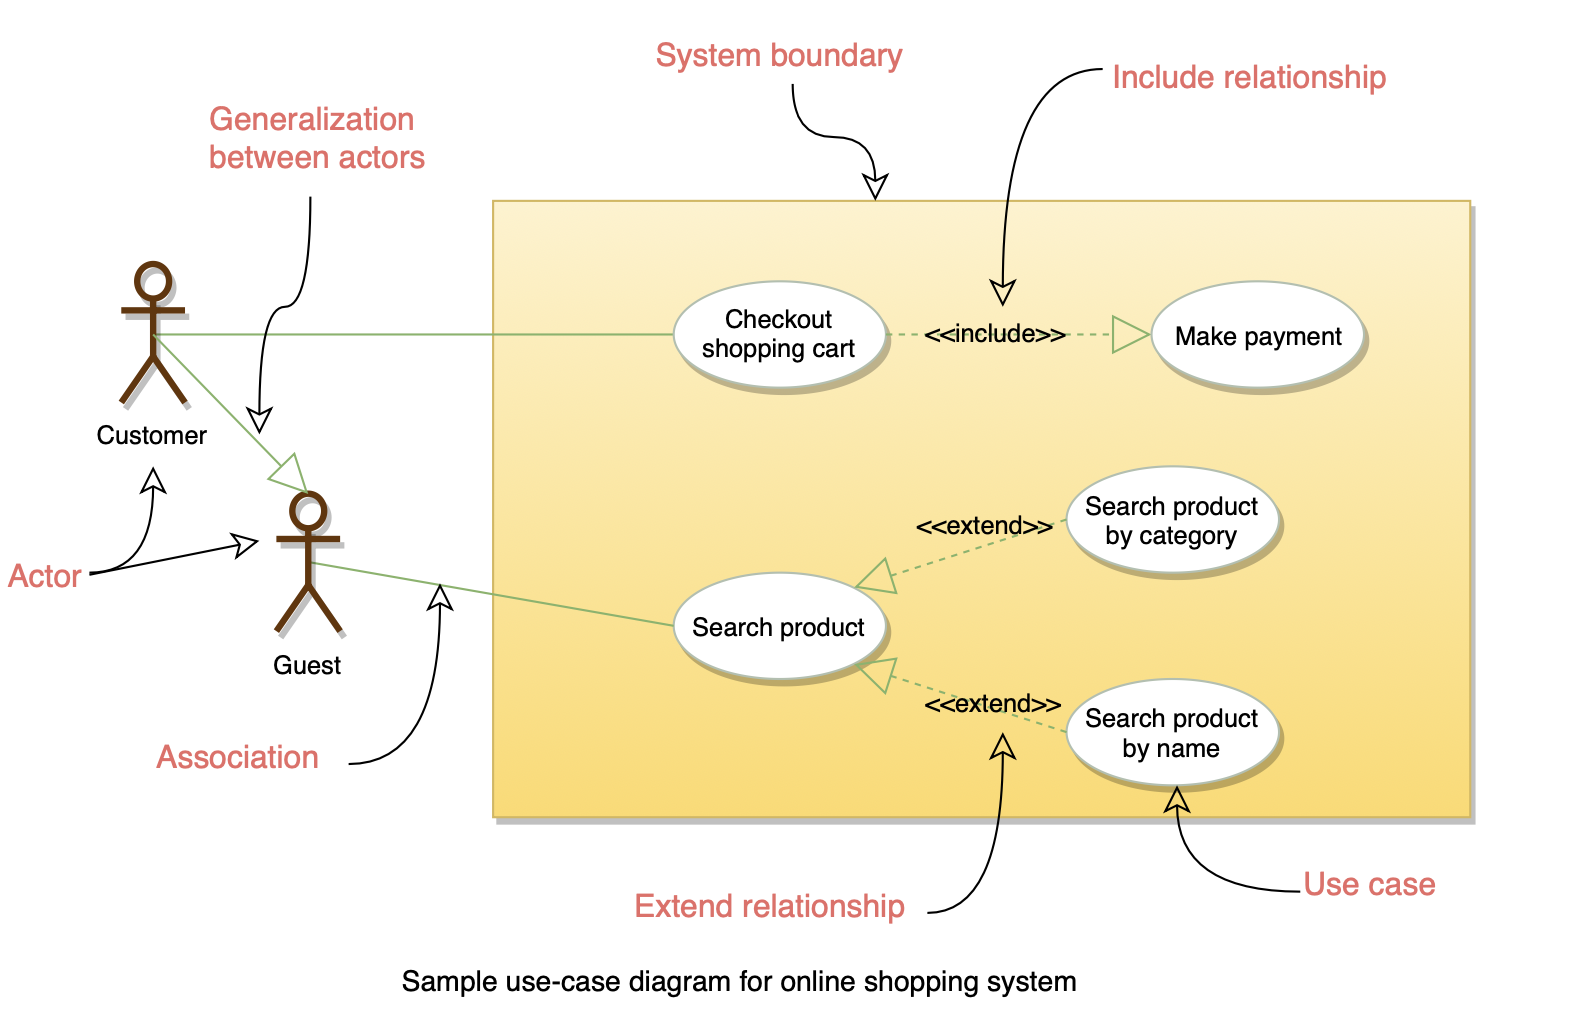 System boundary
Include relationship
Generalization
between actors
Checkout
shopping cart
<<include>>
Make payment
Customer
Search product
by category
<<extend>>
Actor
Search product
Guest
<<extend>>
Search product
by name
Association
Extend relationship
Use case
Sample use-case diagram for online shopping system